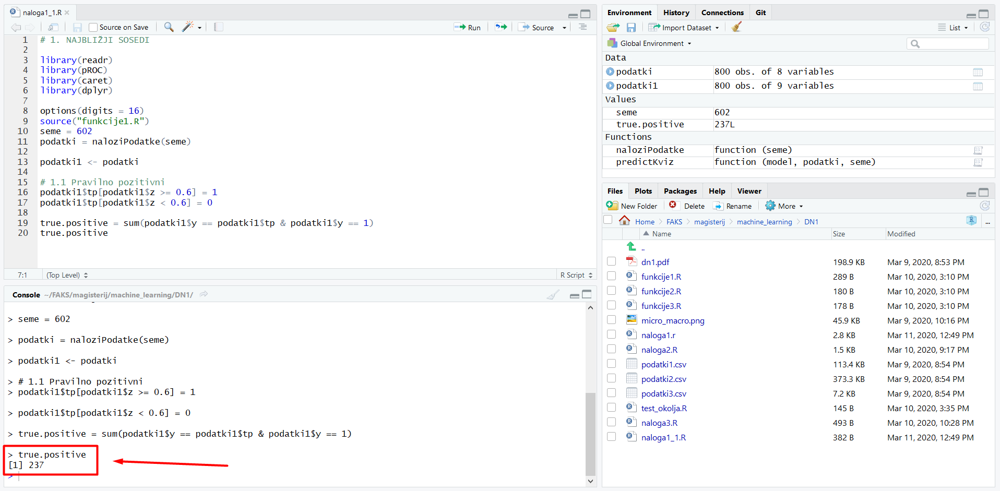 naloga1_1.R
Source on Save
Run
Source
1 # 1. NAJBLIŽJI SOSEDI
2
3 library(readr)
4 library(pROC)
5 library(caret)
6 library(dplyr)
7
8 options(digits = 16)
9 source("funkcije1.R")
10 seme = 602
11 podatki = naloziPodatke(seme)
12
13 podatki1 <- podatki
14
15 # 1.1 Pravilno pozitivni
16 podatki1$tp[podatki1$z >= 0.6] = 1
17 podatki1$tp[podatki1$z < 0.6] = 0
18
19 true.positive = sum(podatki1$y == podatki1$tp & podatki1$y == 1)
20 true.positive
7:1 (Top Level) R Script
Console ~/FAKS/magisterij/machine_learning/DN1/
> seme = 602
> podatki = naloziPodatke(seme)
> podatki1 <- podatki
> # 1.1 Pravilno pozitivni
> podatki1$tp[podatki1$z >= 0.6] = 1
> podatki1$tp[podatki1$z < 0.6] = 0
> true.positive = sum(podatki1$y == podatki1$tp & podatki1$y == 1)
> true.positive
[1] 237
>
Environment History Connections Git
Import Dataset List
Global Environment
Data
podatki 800 obs. of 8 variables
podatki1 800 obs. of 9 variables
Values
seme 602
true.positive 237L
Functions
naloziPodatke function (seme)
predictKviz function (model, podatki, seme)
Files Plots Packages Help Viewer
New Folder Delete Rename More
Home FAKS magisterij machine_learning DN1 R ...
Name Size Modified
..
dn1.pdf 198.9 KB Mar 9, 2020, 8:53 PM
funkcije1.R 289 B Mar 10, 2020, 3:10 PM
funkcije2.R 180 B Mar 10, 2020, 3:10 PM
funkcije3.R 178 B Mar 10, 2020, 3:10 PM
micro_macro.png 45.9 KB Mar 9, 2020, 10:16 PM
naloga1.r 2.8 KB Mar 11, 2020, 12:49 PM
naloga2.R 1.5 KB Mar 10, 2020, 9:17 PM
podatki1.csv 113.4 KB Mar 9, 2020, 8:54 PM
podatki2.csv 373.3 KB Mar 9, 2020, 8:54 PM
podatki3.csv 7.2 KB Mar 9, 2020, 8:54 PM
test_okolja.R 145 B Mar 10, 2020, 3:35 PM
naloga3.R 493 B Mar 10, 2020, 10:28 PM
naloga1_1.R 382 B Mar 11, 2020, 12:49 PM